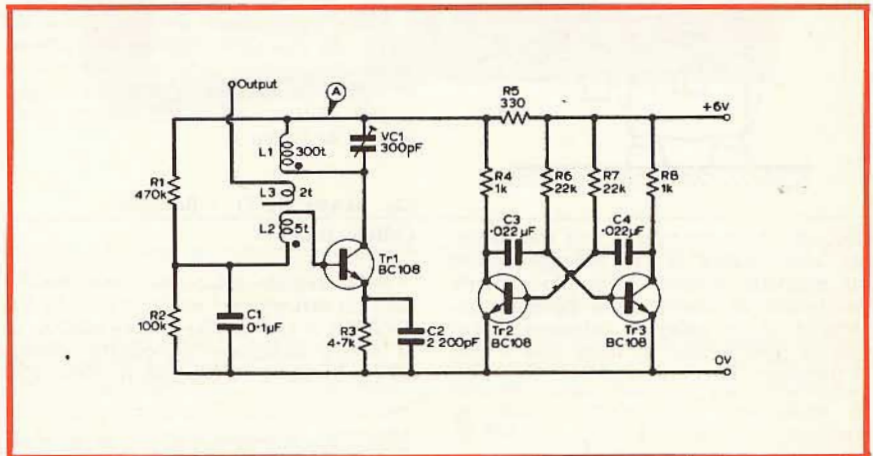 Output
A
R5
330
+6V
L1
300t
VC1
300pF
R1
470k
L3
2t
R4
1k
R6
22k
R7
22k
R8
1k
L2
5t
C3
·022µF
C4
·022µF
Tr1
BC108
R2
100k
C1
0·1µF
R3
4·7k
C2
2 200pF
Tr2
BC108
Tr3
BC108
0V